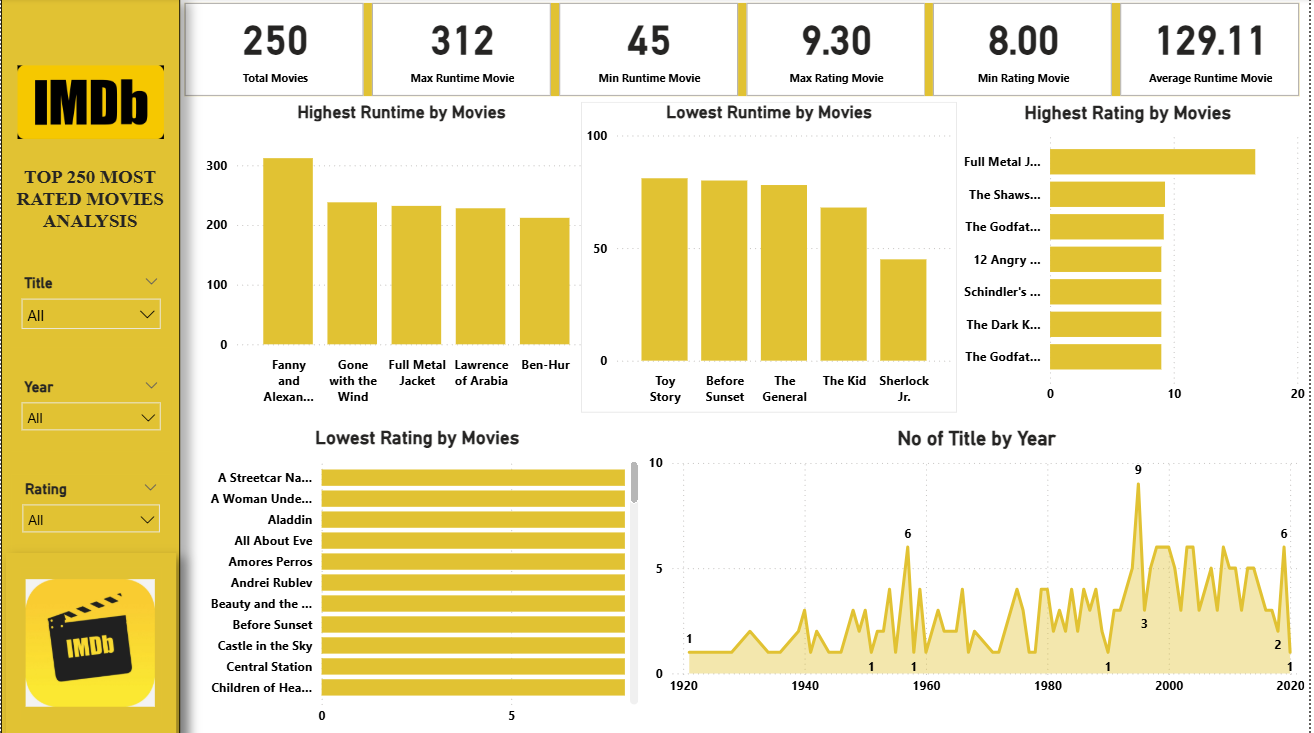 250
Total Movies
312
Max Runtime Movie
45
Min Runtime Movie
9.30
Max Rating Movie
8.00
Min Rating Movie
129.11
Average Runtime Movie
IMDb
TOP 250 MOST
RATED MOVIES
ANALYSIS
Title
All
Year
All
Rating
All
IMDb
Highest Runtime by Movies
300
200
100
0
Fanny
and
Alexan...
Gone
with the
Wind
Full Metal
Jacket
Lawrence
of Arabia
Ben-Hur
Lowest Runtime by Movies
100
50
0
Toy
Story
Before
Sunset
The
General
The Kid
Sherlock
Jr.
Highest Rating by Movies
Full Metal J...
The Shaws...
The Godfat...
12 Angry ...
Schindler's ...
The Dark K...
The Godfat...
0
10
20
Lowest Rating by Movies
A Streetcar Na...
A Woman Unde...
Aladdin
All About Eve
Amores Perros
Andrei Rublev
Beauty and the ...
Before Sunset
Castle in the Sky
Central Station
Children of Hea...
0
5
No of Title by Year
10
5
0
1
6
1
1
9
3
1
6
2
1
1920
1940
1960
1980
2000
2020